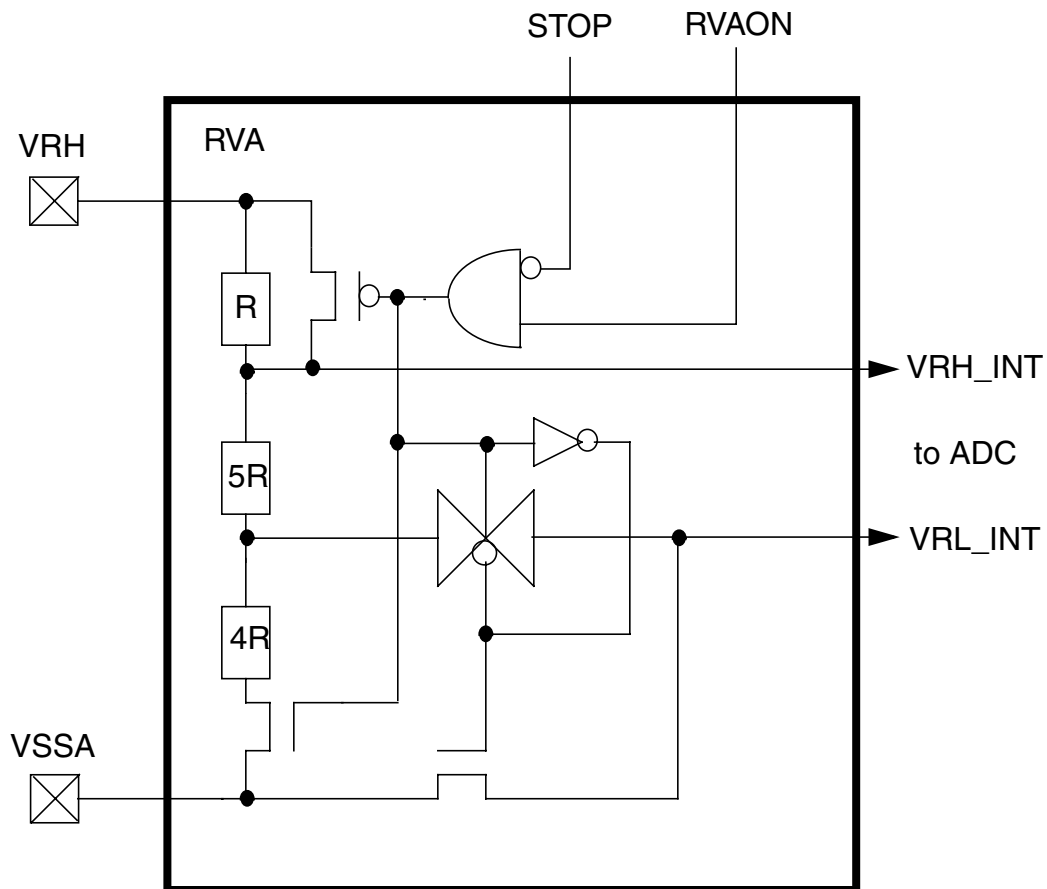 STOP
RVAON
VRH
RVA
R
VRH_INT
5R
to ADC
VRL_INT
4R
VSSA